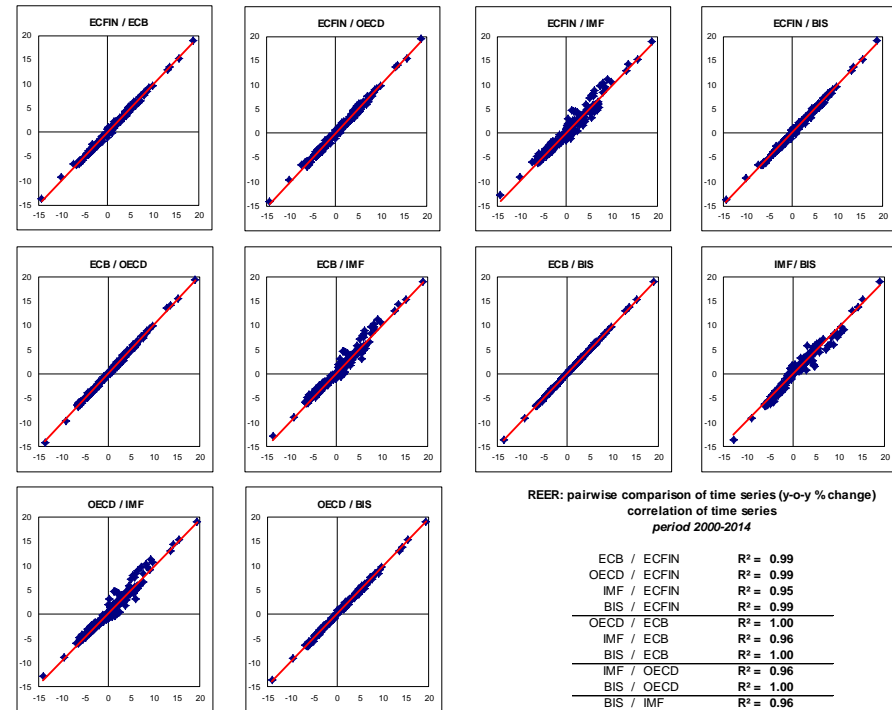 ECFIN / ECB
20
15
10
5
0
-5
-10
-15
-15 -10 -5 0 5 10 15 20
ECFIN / OECD
20
15
10
5
0
-5
-10
-15
-15 -10 -5 0 5 10 15 20
ECFIN / IMF
20
15
10
5
0
-5
-10
-15
-15 -10 -5 0 5 10 15 20
ECFIN / BIS
20
15
10
5
0
-5
-10
-15
-15 -10 -5 0 5 10 15 20
ECB / OECD
20
15
10
5
0
-5
-10
-15
-15 -10 -5 0 5 10 15 20
ECB / IMF
20
15
10
5
0
-5
-10
-15
-15 -10 -5 0 5 10 15 20
ECB / BIS
20
15
10
5
0
-5
-10
-15
-15 -10 -5 0 5 10 15 20
IMF / BIS
20
15
10
5
0
-5
-10
-15
-15 -10 -5 0 5 10 15 20
OECD / IMF
20
15
10
5
0
-5
-10
-15
-15 -10 -5 0 5 10 15 20
OECD / BIS
20
15
10
5
0
-5
-10
-15
-15 -10 -5 0 5 10 15 20
REER: pairwise comparison of time series (y-o-y % change)
correlation of time series
period 2000-2014
ECB / ECFIN R² = 0.99
OECD / ECFIN R² = 0.99
IMF / ECFIN R² = 0.95
BIS / ECFIN R² = 0.99
OECD / ECB R² = 1.00
IMF / ECB R² = 0.96
BIS / ECB R² = 1.00
IMF / OECD R² = 0.96
BIS / OECD R² = 1.00
BIS / IMF R² = 0.96